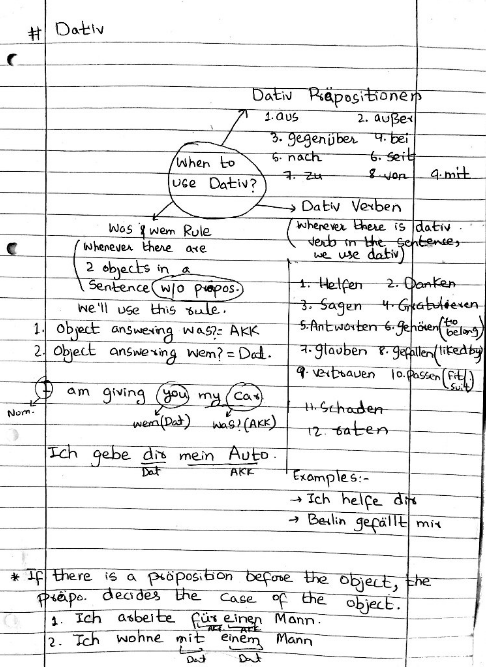 # Dativ
Dativ Präpositionen
1. aus 2. außer
3. gegenüber 4. bei
5. nach 6. seit
7. zu 8. von 9. mit
When to
use Dativ?
Was & wem Rule
(Whenever there are
2 objects in a
Sentence (w/o prepos.)
we'll use this rule.
1. Object answering was? = AKK
2. Object answering wem? = Dat.
I am giving you my car
Nom. wem(Dat) was?(AKK)
Ich gebe dir mein Auto.
Dat AKK
→ Dativ Verben
(Whenever there is dativ
verb in the sentence,
we use dativ)
1. Helfen 2. Danken
3. Sagen 4. Gratulieren
5. Antworten 6. gehören (to belong)
7. glauben 8. gefallen (liked by)
9. vertrauen 10. passen (Fit/suit)
11. schaden
12. raten
Examples:-
→ Ich helfe dir
→ Berlin gefällt mir
* If there is a präposition before the object, the
präpo. decides the case of the object.
1. Ich arbeite für einen Mann.
AKK AKK
2. Ich wohne mit einem Mann
Dat Dat